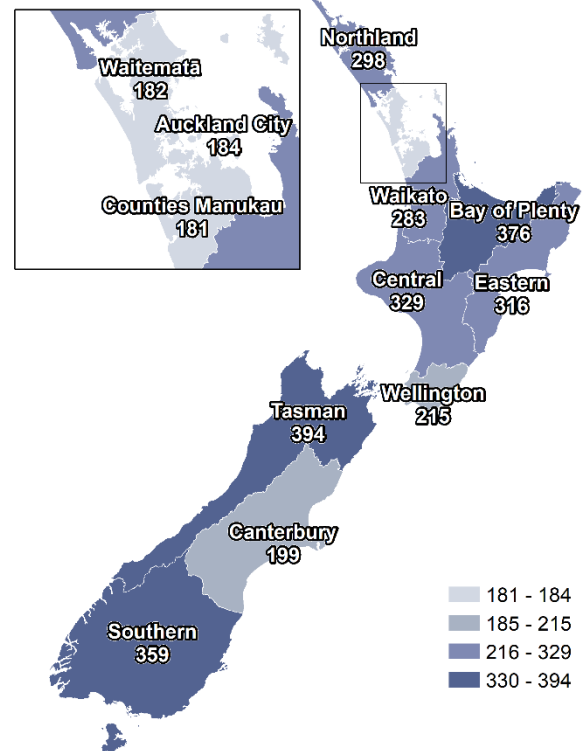 Northland
298
Waitematā
182
Auckland City
184
Counties Manukau
181
Waikato
283
Bay of Plenty
376
Central
329
Eastern
316
Wellington
215
Tasman
394
Canterbury
199
Southern
359
181 - 184
185 - 215
216 - 329
330 - 394